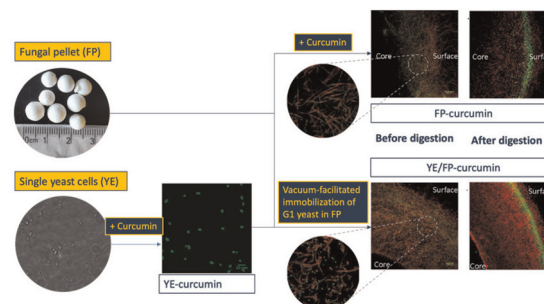 Fungal pellet (FP)
0cm 1 2 3
Single yeast cells (YE)
+ Curcumin
YE-curcumin
+ Curcumin
Vacuum-facilitated
immobilization of
G1 yeast in FP
Core Surface
Core Surface
FP-curcumin
Before digestion After digestion
YE/FP-curcumin
Surface
Core
Surface
Core